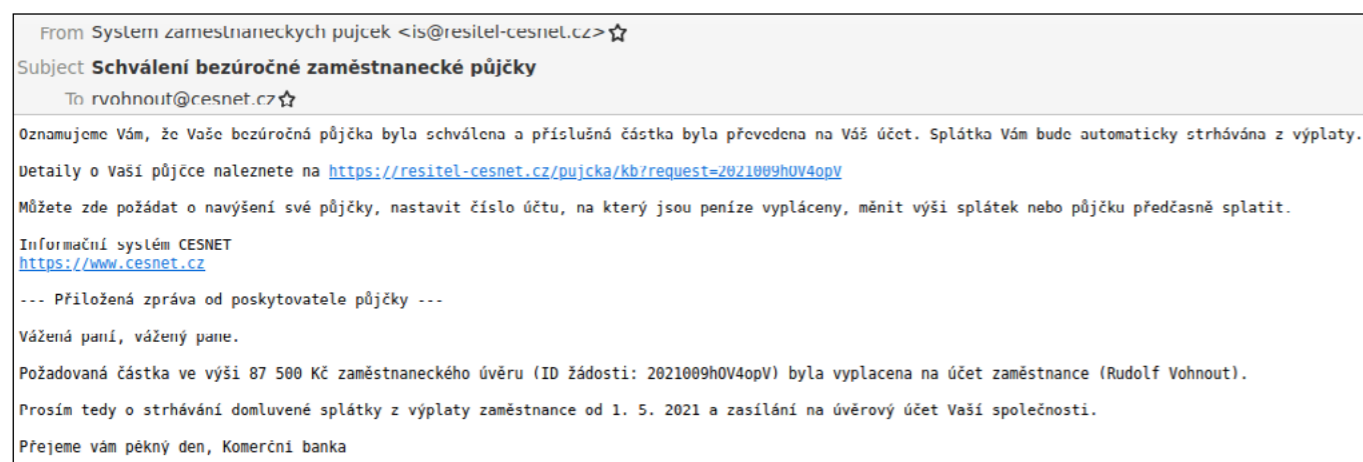 From System zaměstnaneckých půjček <is@resitel-cesnet.cz>
Subject Schválení bezúročné zaměstnanecké půjčky
To rvohnout@cesnet.cz
Oznamujeme Vám, že Vaše bezúročná půjčka byla schválena a příslušná částka byla převedena na Váš účet. Splátka Vám bude automaticky strhávána z výplaty.
Detaily o Vaší půjčce naleznete na https://resitel-cesnet.cz/pujcka/kb?request=2021009hOV4opV
Můžete zde požádat o navýšení své půjčky, nastavit číslo účtu, na který jsou peníze vypláceny, měnit výši splátek nebo půjčku předčasně splatit.
Informační systém CESNET
https://www.cesnet.cz
--- Přiložená zpráva od poskytovatele půjčky ---
Vážená paní, vážený pane.
Požadovaná částka ve výši 87 500 Kč zaměstnaneckého úvěru (ID žádosti: 2021009hOV4opV) byla vyplacena na účet zaměstnance (Rudolf Vohnout).
Prosím tedy o strhávání domluvené splátky z výplaty zaměstnance od 1. 5. 2021 a zasílání na úvěrový účet Vaší společnosti.
Přejeme vám pěkný den, Komerční banka